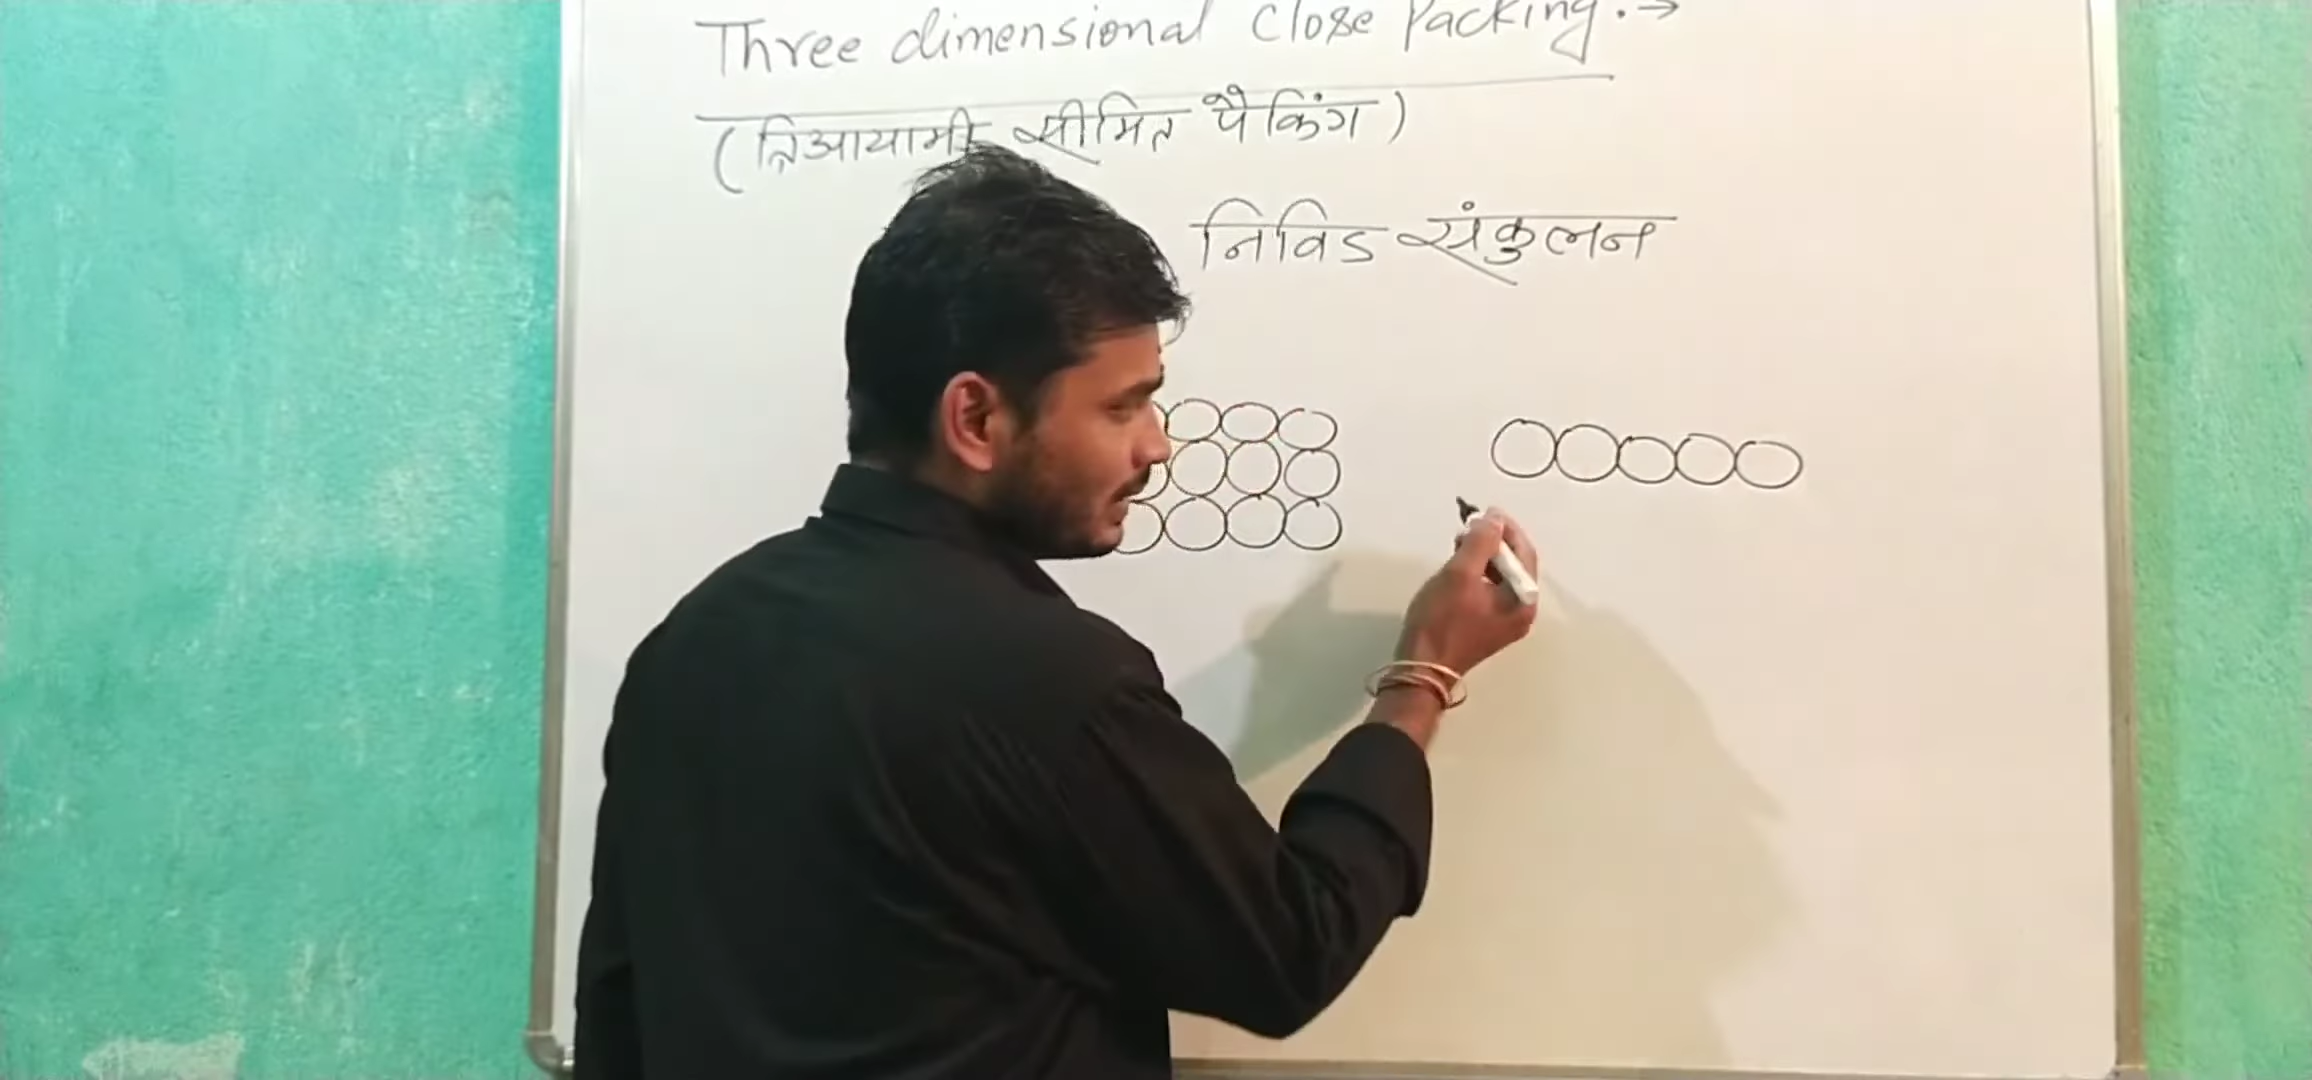 Three dimensional Close Packing. →
(त्रिआयामी सीमित पैकिंग)
निविड संकुलन